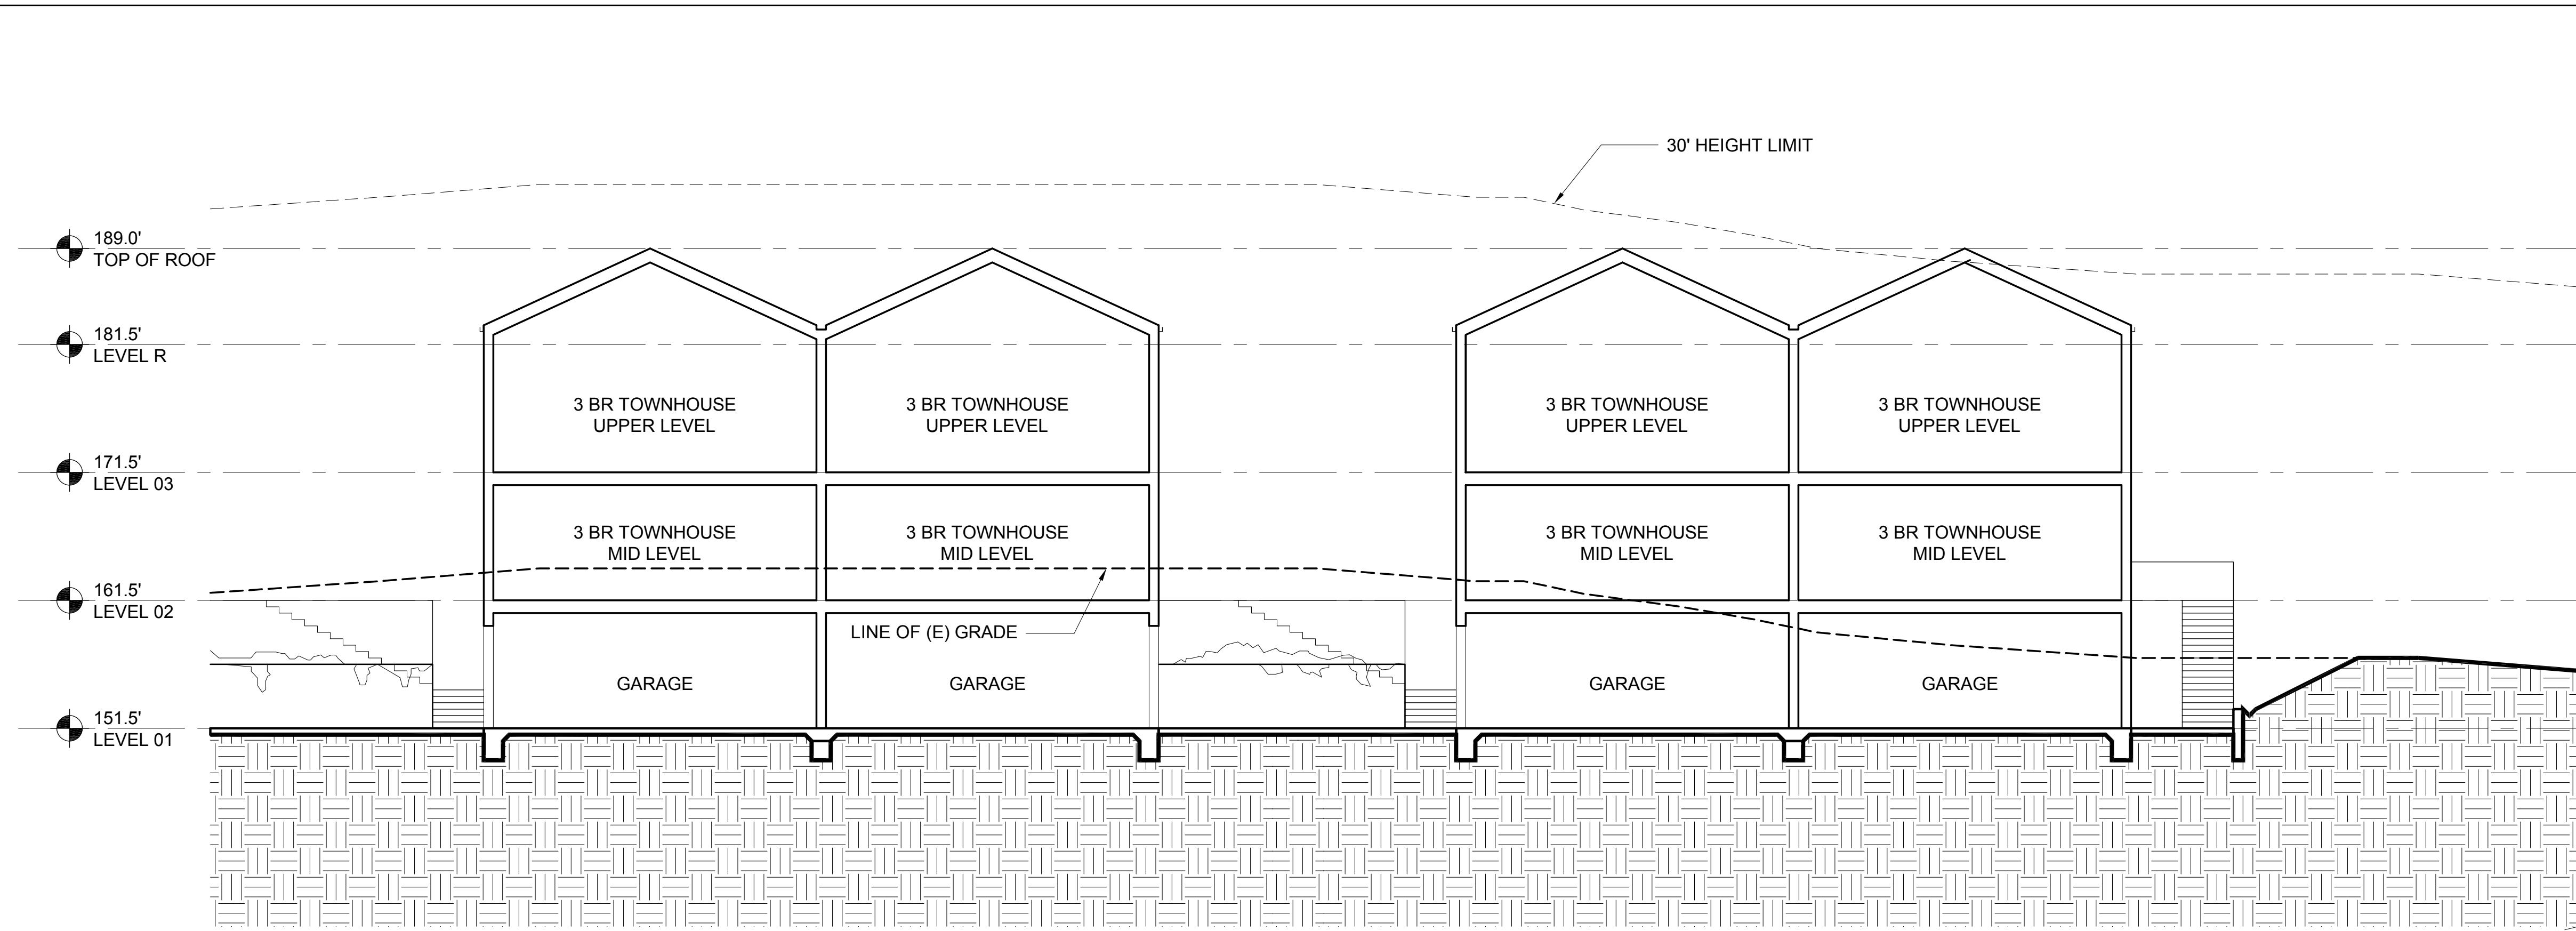 30' HEIGHT LIMIT
189.0'
TOP OF ROOF
181.5'
LEVEL R
3 BR TOWNHOUSE
UPPER LEVEL
3 BR TOWNHOUSE
UPPER LEVEL
3 BR TOWNHOUSE
UPPER LEVEL
3 BR TOWNHOUSE
UPPER LEVEL
171.5'
LEVEL 03
3 BR TOWNHOUSE
MID LEVEL
3 BR TOWNHOUSE
MID LEVEL
3 BR TOWNHOUSE
MID LEVEL
3 BR TOWNHOUSE
MID LEVEL
161.5'
LEVEL 02
LINE OF (E) GRADE
GARAGE
GARAGE
GARAGE
GARAGE
151.5'
LEVEL 01